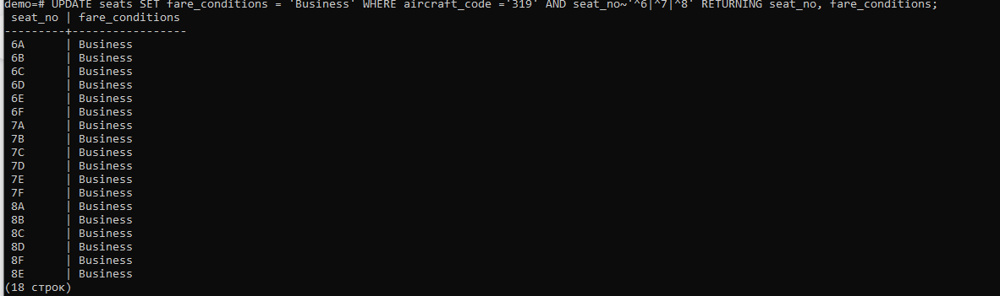 demo=# UPDATE seats SET fare_conditions = 'Business' WHERE aircraft_code ='319' AND seat_no~'^6|^7|^8' RETURNING seat_no, fare_conditions;
 seat_no | fare_conditions
---------+-----------------
 6A      | Business
 6B      | Business
 6C      | Business
 6D      | Business
 6E      | Business
 6F      | Business
 7A      | Business
 7B      | Business
 7C      | Business
 7D      | Business
 7E      | Business
 7F      | Business
 8A      | Business
 8B      | Business
 8C      | Business
 8D      | Business
 8F      | Business
 8E      | Business
(18 строк)